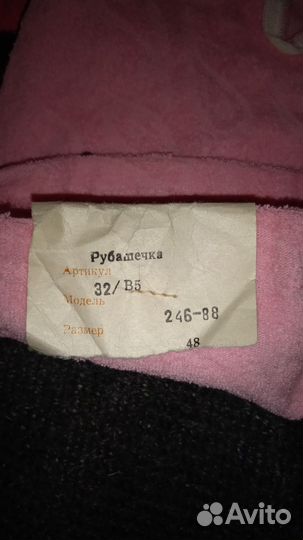 Рубашечка
Артикул
32/В5
Модель
246-88
Размер
48
Avito